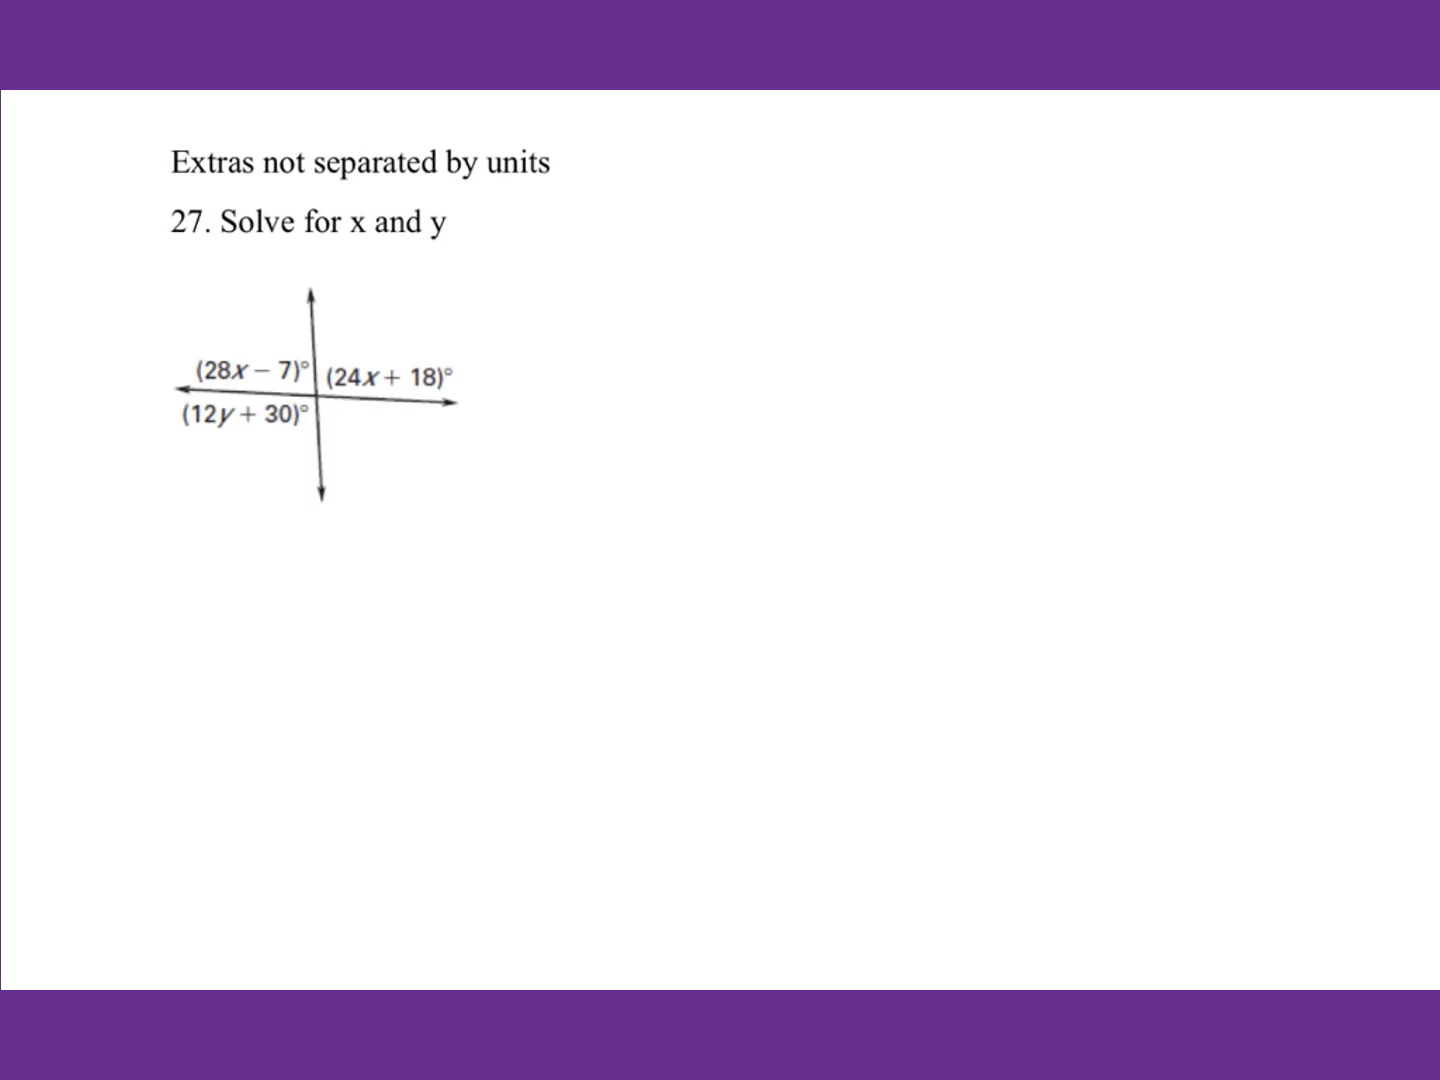 Extras not separated by units
27. Solve for x and y
(28x – 7)° (24x + 18)°
(12y + 30)°